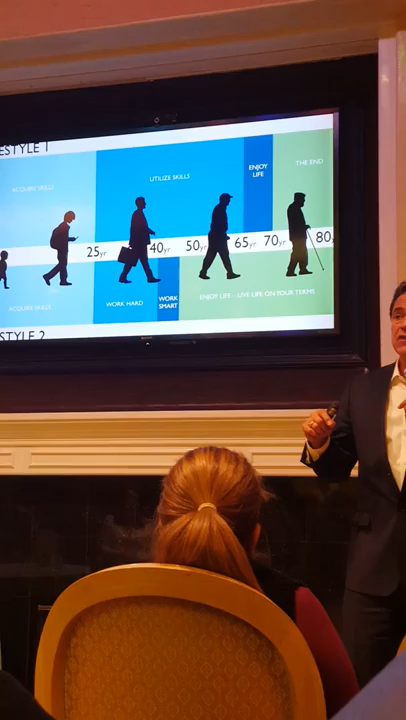 ESTYLE 1
ACQUIRE SKILLS
UTILIZE SKILLS
ENJOY
LIFE
THE END
25yr 40yr 50yr 65yr 70yr 80
ACQUIRE SKILLS
WORK HARD
WORK
SMART
ENJOY LIFE - LIVE LIFE ON YOUR TERMS
STYLE 2